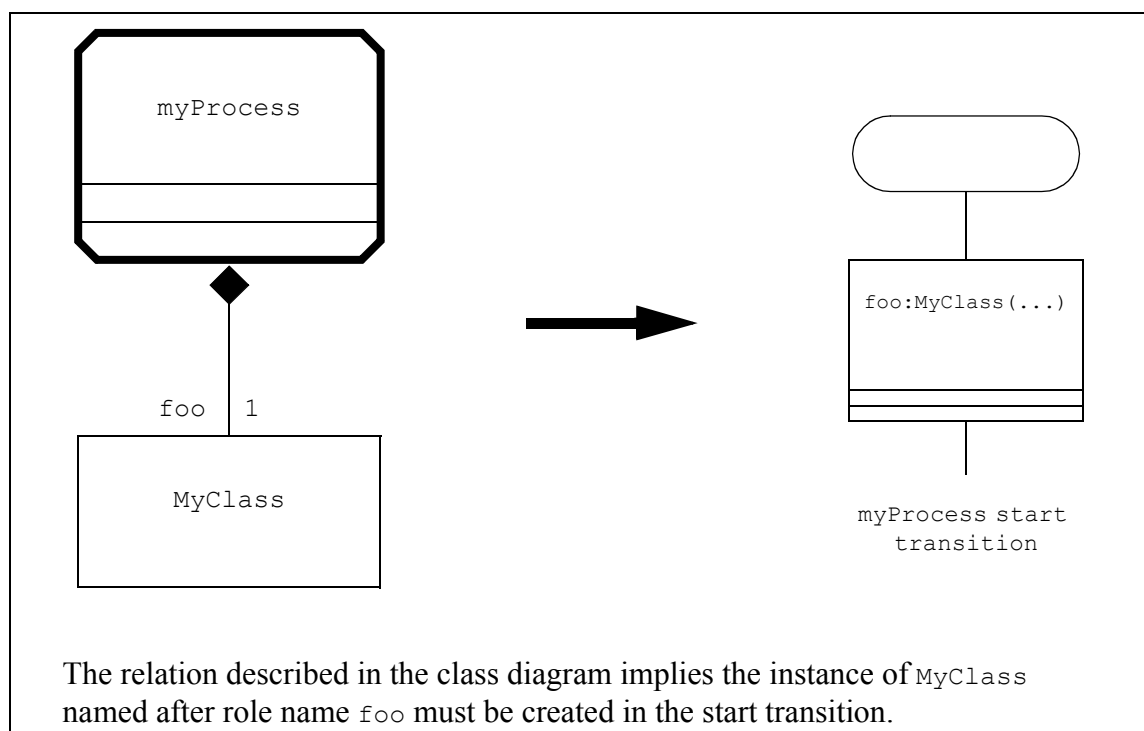 myProcess
foo:MyClass(...)
foo 1
MyClass
myProcess start
transition
The relation described in the class diagram implies the instance of MyClass
named after role name foo must be created in the start transition.